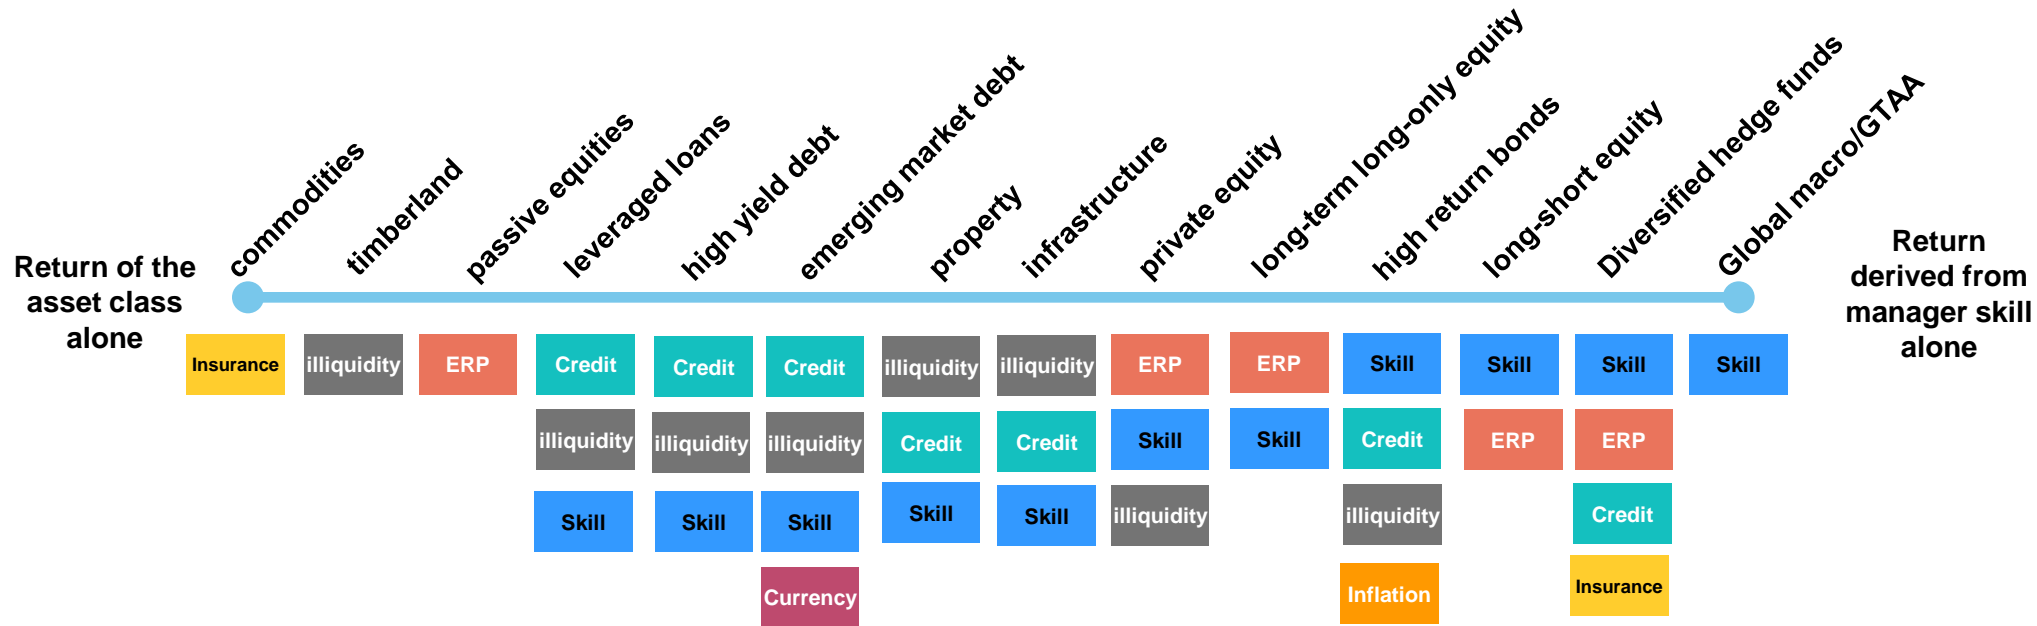 commodities
timberland
passive equities
leveraged loans
high yield debt
emerging market debt
property
infrastructure
private equity
long-term long-only equity
high return bonds
long-short equity
Diversified hedge funds
Global macro/GTAA
Return of the
asset class
alone
Return
derived from
manager skill
alone
Insurance
illiquidity
ERP
Credit
Credit
Credit
illiquidity
illiquidity
ERP
ERP
Skill
Skill
Skill
Skill
illiquidity
illiquidity
illiquidity
Credit
Credit
Skill
Skill
Credit
ERP
ERP
Skill
Skill
Skill
Skill
Skill
illiquidity
illiquidity
Credit
Currency
Inflation
Insurance